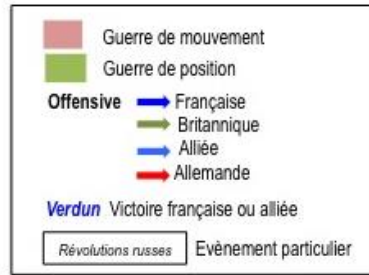 Guerre de mouvement
Guerre de position
Offensive Française
Britannique
Alliée
Allemande
Verdun Victoire française ou alliée
Révolutions russes Evènement particulier